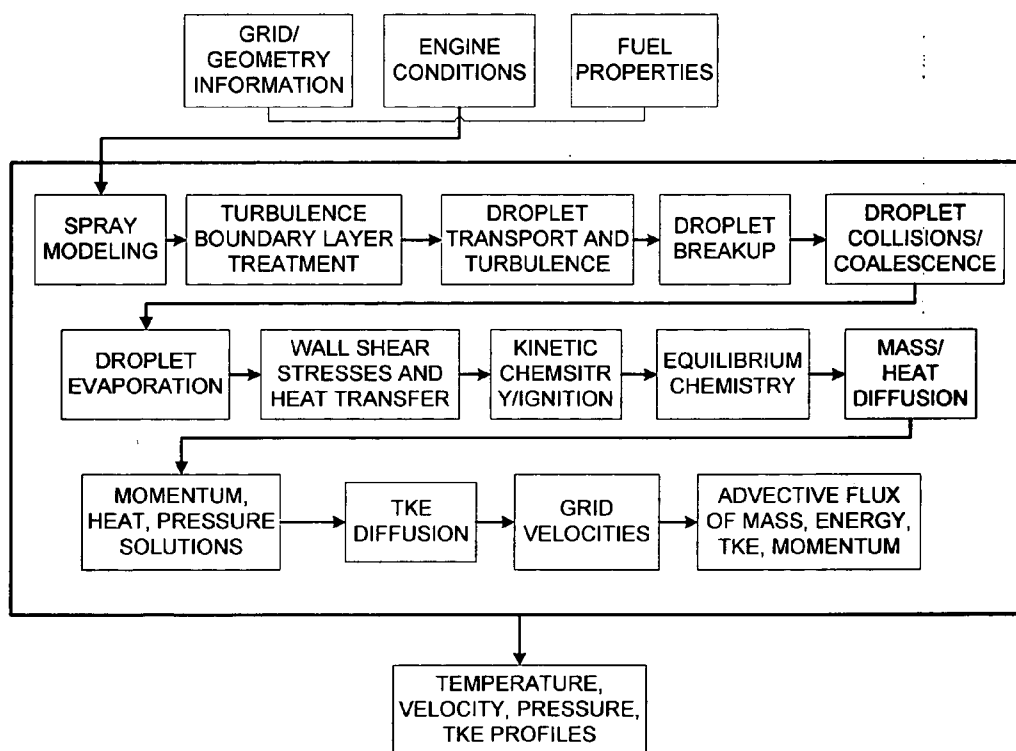 GRID/
GEOMETRY
INFORMATION
ENGINE
CONDITIONS
FUEL
PROPERTIES
SPRAY
MODELING
TURBULENCE
BOUNDARY LAYER
TREATMENT
DROPLET
TRANSPORT AND
TURBULENCE
DROPLET
BREAKUP
DROPLET
COLLISIONS/
COALESCENCE
DROPLET
EVAPORATION
WALL SHEAR
STRESSES AND
HEAT TRANSFER
KINETIC
CHEMSITR
Y/IGNITION
EQUILIBRIUM
CHEMISTRY
MASS/
HEAT
DIFFUSION
MOMENTUM,
HEAT, PRESSURE
SOLUTIONS
TKE
DIFFUSION
GRID
VELOCITIES
ADVECTIVE FLUX
OF MASS, ENERGY,
TKE, MOMENTUM
TEMPERATURE,
VELOCITY, PRESSURE,
TKE PROFILES